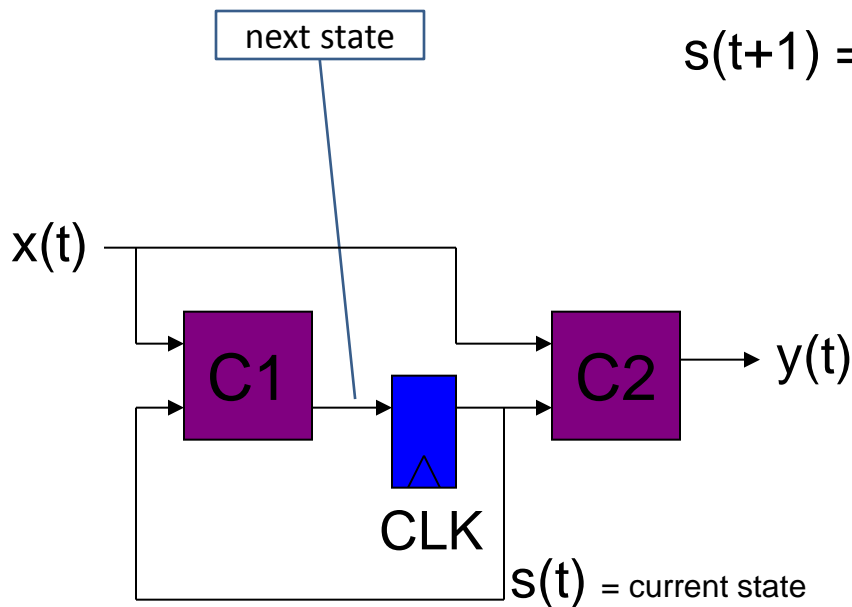 next state
s(t+1) =
x(t)
C1
C2
y(t)
CLK
s(t) = current state